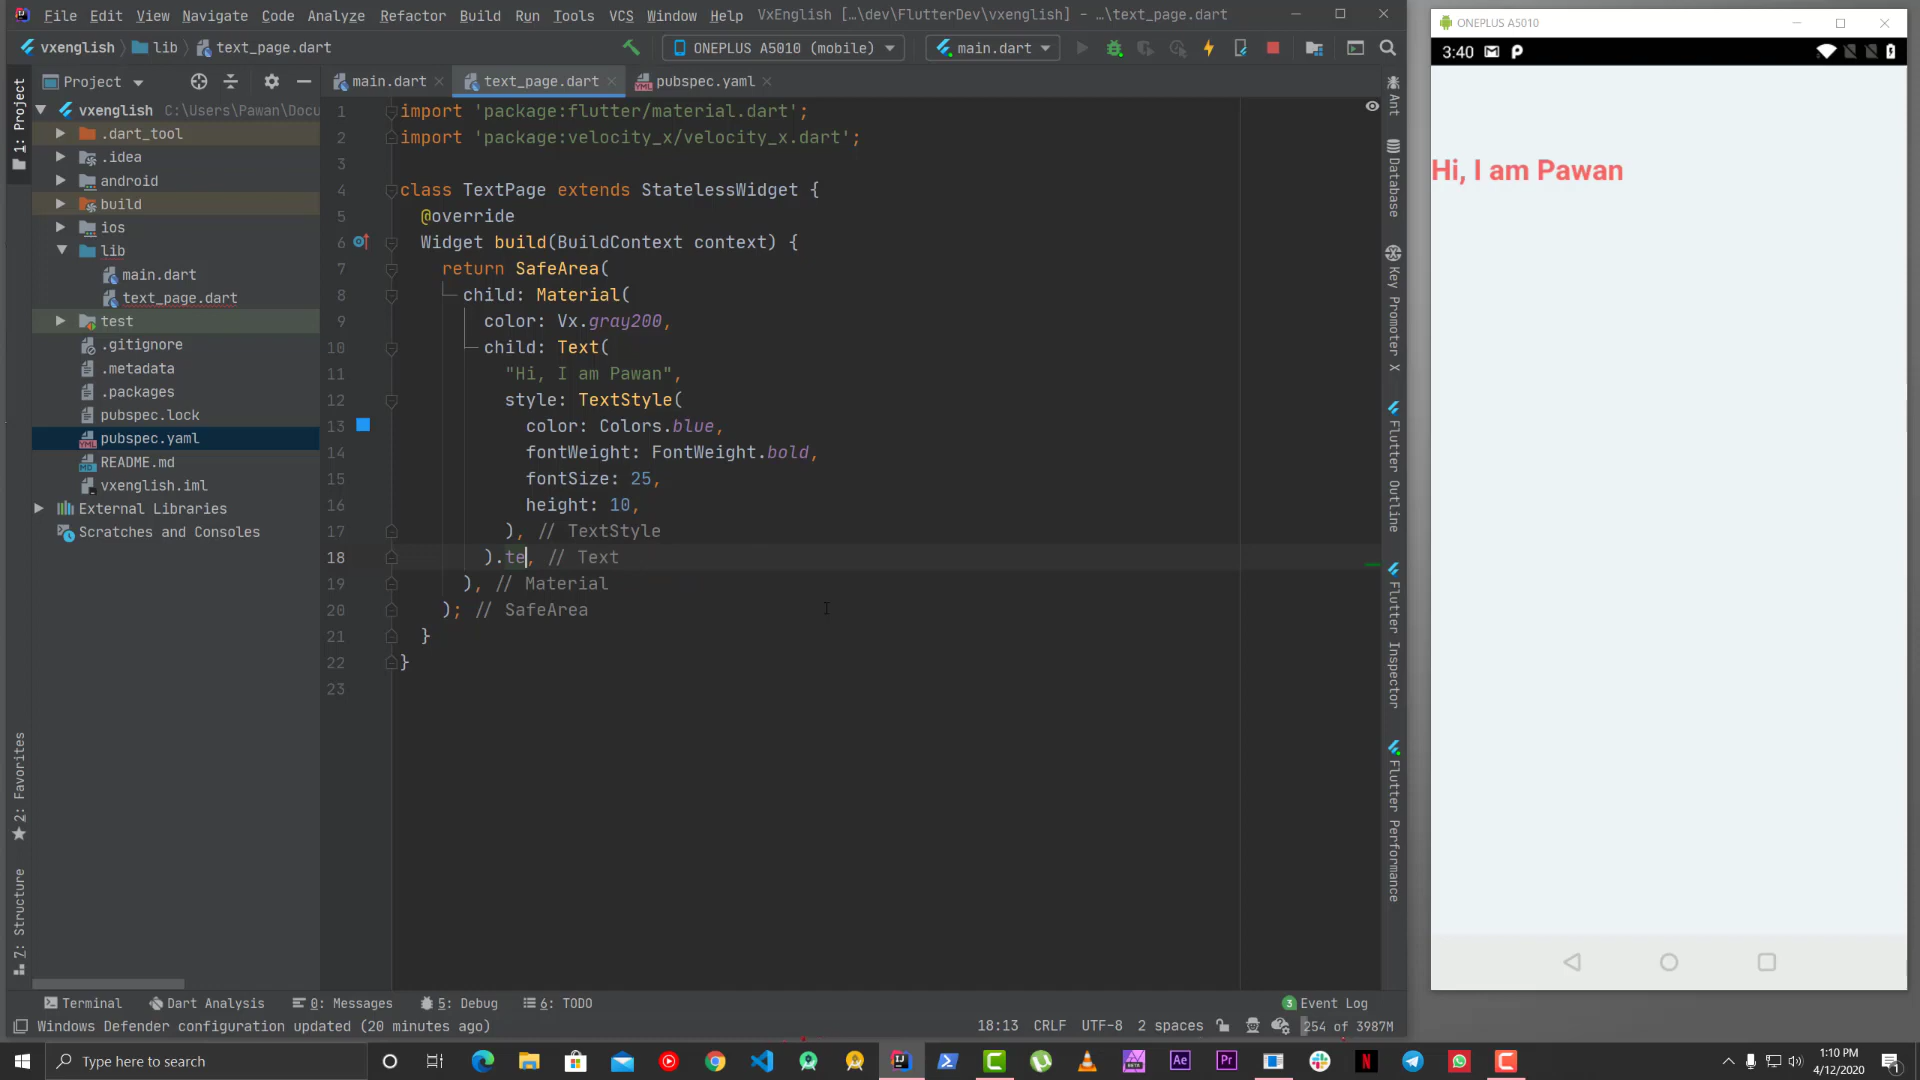 File Edit View Navigate Code Analyze Refactor Build Run Tools VCS Window Help VxEnglish [...\dev\FlutterDev\vxenglish] - ...\text_page.dart
vxenglish lib text_page.dart
ONEPLUS A5010 (mobile) main.dart
Project
main.dart text_page.dart pubspec.yaml
1: Project
vxenglish C:\Users\Pawan\Docu
.dart_tool
.idea
android
build
ios
lib
main.dart
text_page.dart
test
.gitignore
.metadata
.packages
pubspec.lock
pubspec.yaml
README.md
vxenglish.iml
External Libraries
Scratches and Consoles
2: Favorites
7: Structure
1 import 'package:flutter/material.dart';
2 import 'package:velocity_x/velocity_x.dart';
3
4 class TextPage extends StatelessWidget {
5 @override
6 Widget build(BuildContext context) {
7 return SafeArea(
8 child: Material(
9 color: Vx.gray200,
10 child: Text(
11 "Hi, I am Pawan",
12 style: TextStyle(
13 color: Colors.blue,
14 fontWeight: FontWeight.bold,
15 fontSize: 25,
16 height: 10,
17 ), // TextStyle
18 ).te, // Text
19 ), // Material
20 ); // SafeArea
21 }
22 }
23
Ant
Database
Key Promoter X
Flutter Outline
Flutter Inspector
Flutter Performance
ONEPLUS A5010
3:40
Hi, I am Pawan
Terminal Dart Analysis 0: Messages 5: Debug 6: TODO 3 Event Log
Windows Defender configuration updated (20 minutes ago) 18:13 CRLF UTF-8 2 spaces 254 of 3987M
Type here to search
1:10 PM
4/12/2020